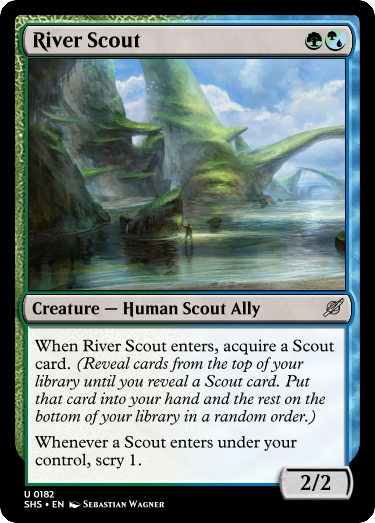 River Scout
Creature — Human Scout Ally
When River Scout enters, acquire a Scout
card. (Reveal cards from the top of your
library until you reveal a Scout card. Put
that card into your hand and the rest on the
bottom of your library in a random order.)
Whenever a Scout enters under your
control, scry 1.
2/2
U 0182
SHS • EN Sebastian Wagner